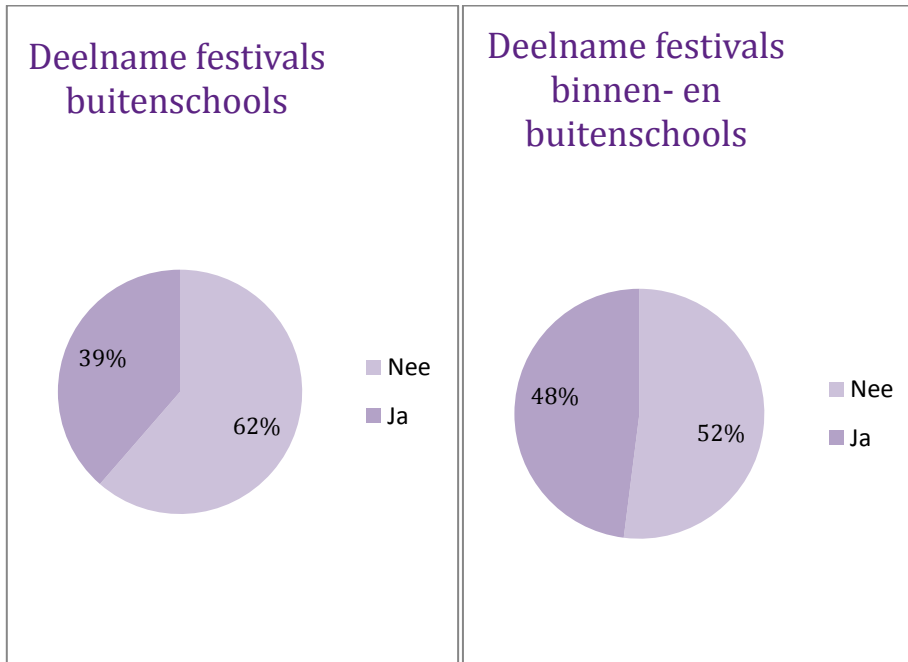 Deelname festivals
buitenschools
39%
62%
Nee
Ja
Deelname festivals
binnen- en
buitenschools
48%
52%
Nee
Ja